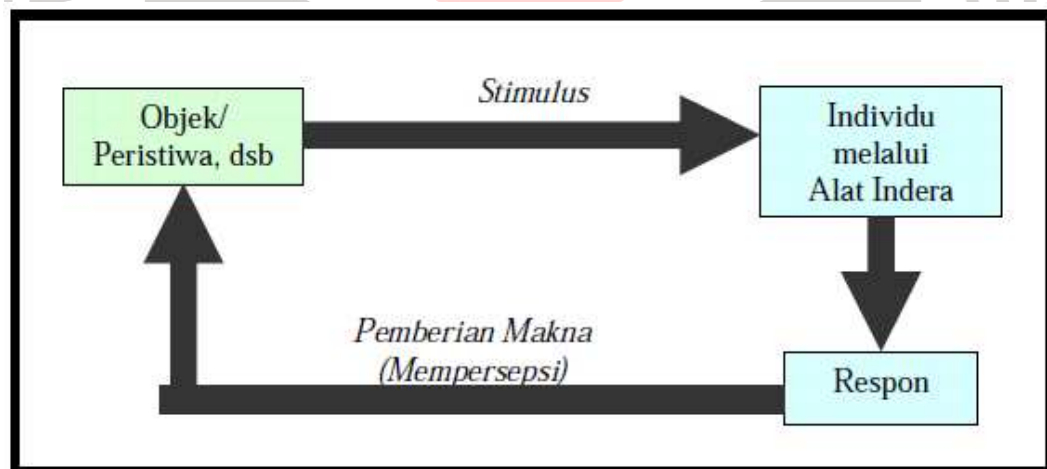 Stimulus
Objek/
Peristiwa, dsb
Individu
melalui
Alat Indera
Pemberian Makna
(Mempersepsi)
Respon